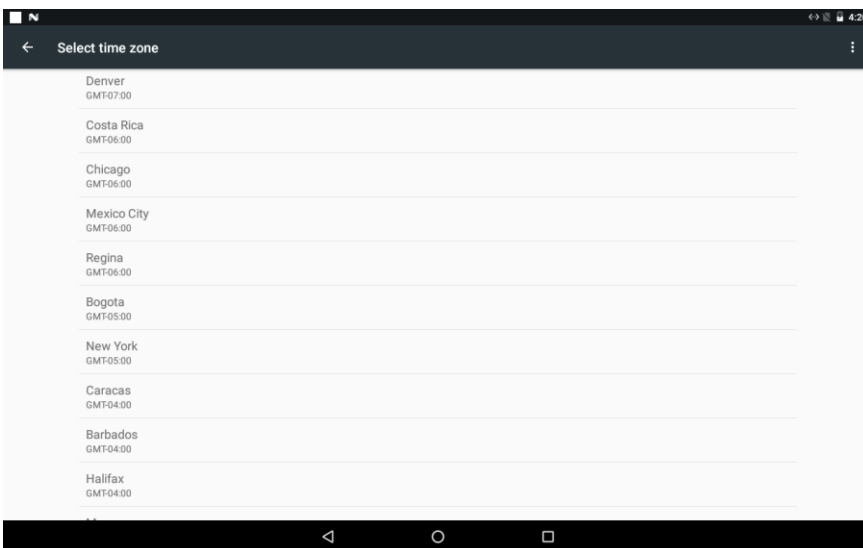 4:20
Select time zone
Denver
GMT-07:00
Costa Rica
GMT-06:00
Chicago
GMT-06:00
Mexico City
GMT-06:00
Regina
GMT-06:00
Bogota
GMT-05:00
New York
GMT-05:00
Caracas
GMT-04:00
Barbados
GMT-04:00
Halifax
GMT-04:00